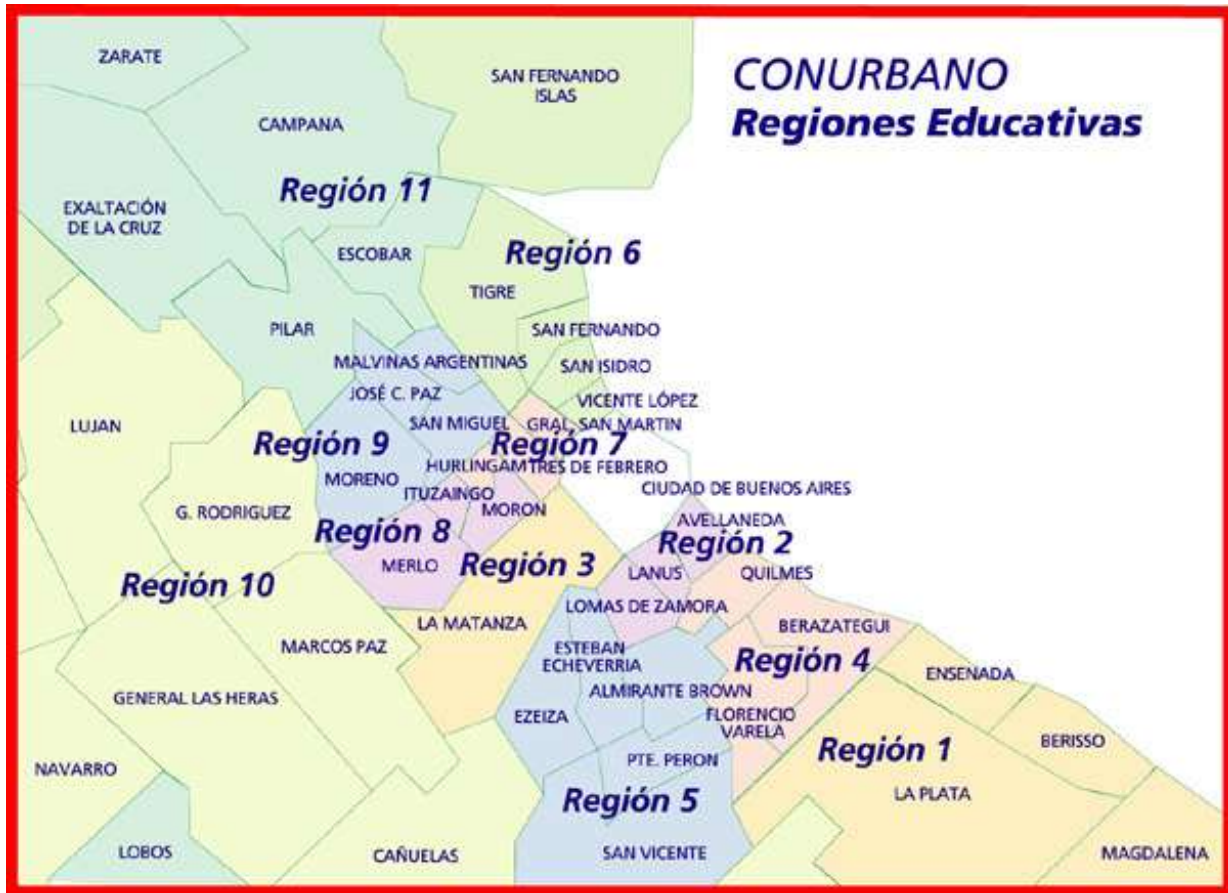 CONURBANO
Regiones Educativas
ZARATE
SAN FERNANDO
ISLAS
CAMPANA
Región 11
EXALTACIÓN
DE LA CRUZ
ESCOBAR
Región 6
TIGRE
PILAR
SAN FERNANDO
MALVINAS ARGENTINAS
SAN ISIDRO
JOSÉ C. PAZ
VICENTE LÓPEZ
LUJAN
SAN MIGUEL
GRAL. SAN MARTIN
Región 9
Región 7
HURLINGAM
TRES DE FEBRERO
MORENO
CIUDAD DE BUENOS AIRES
ITUZAINGO
G. RODRIGUEZ
MORON
AVELLANEDA
Región 8
Región 2
MERLO
Región 3
LANUS
QUILMES
Región 10
LOMAS DE ZAMORA
LA MATANZA
BERAZATEGUI
MARCOS PAZ
ESTEBAN
ECHEVERRIA
Región 4
ENSENADA
GENERAL LAS HERAS
ALMIRANTE BROWN
EZEIZA
FLORENCIO
VARELA
BERISSO
Región 1
PTE. PERON
NAVARRO
LA PLATA
Región 5
LOBOS
CAÑUELAS
SAN VICENTE
MAGDALENA